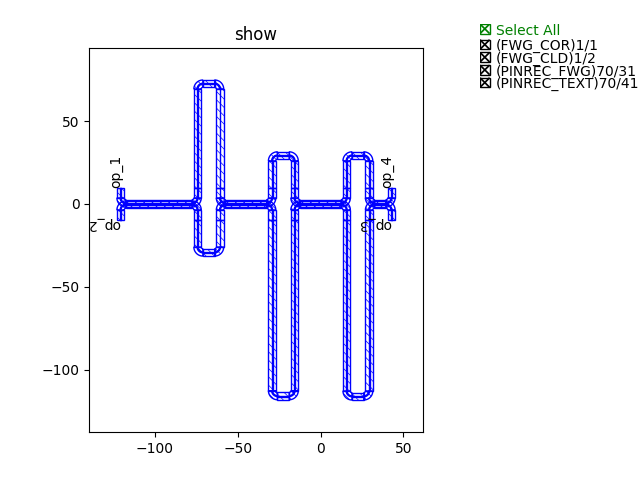 show
Select All
(FWG_COR)1/1
(FWG_CLD)1/2
(PINREC_FWG)70/31
(PINREC_TEXT)70/41
50
0
−50
−100
op_1
op_2
op_4
op_3
−100
−50
0
50